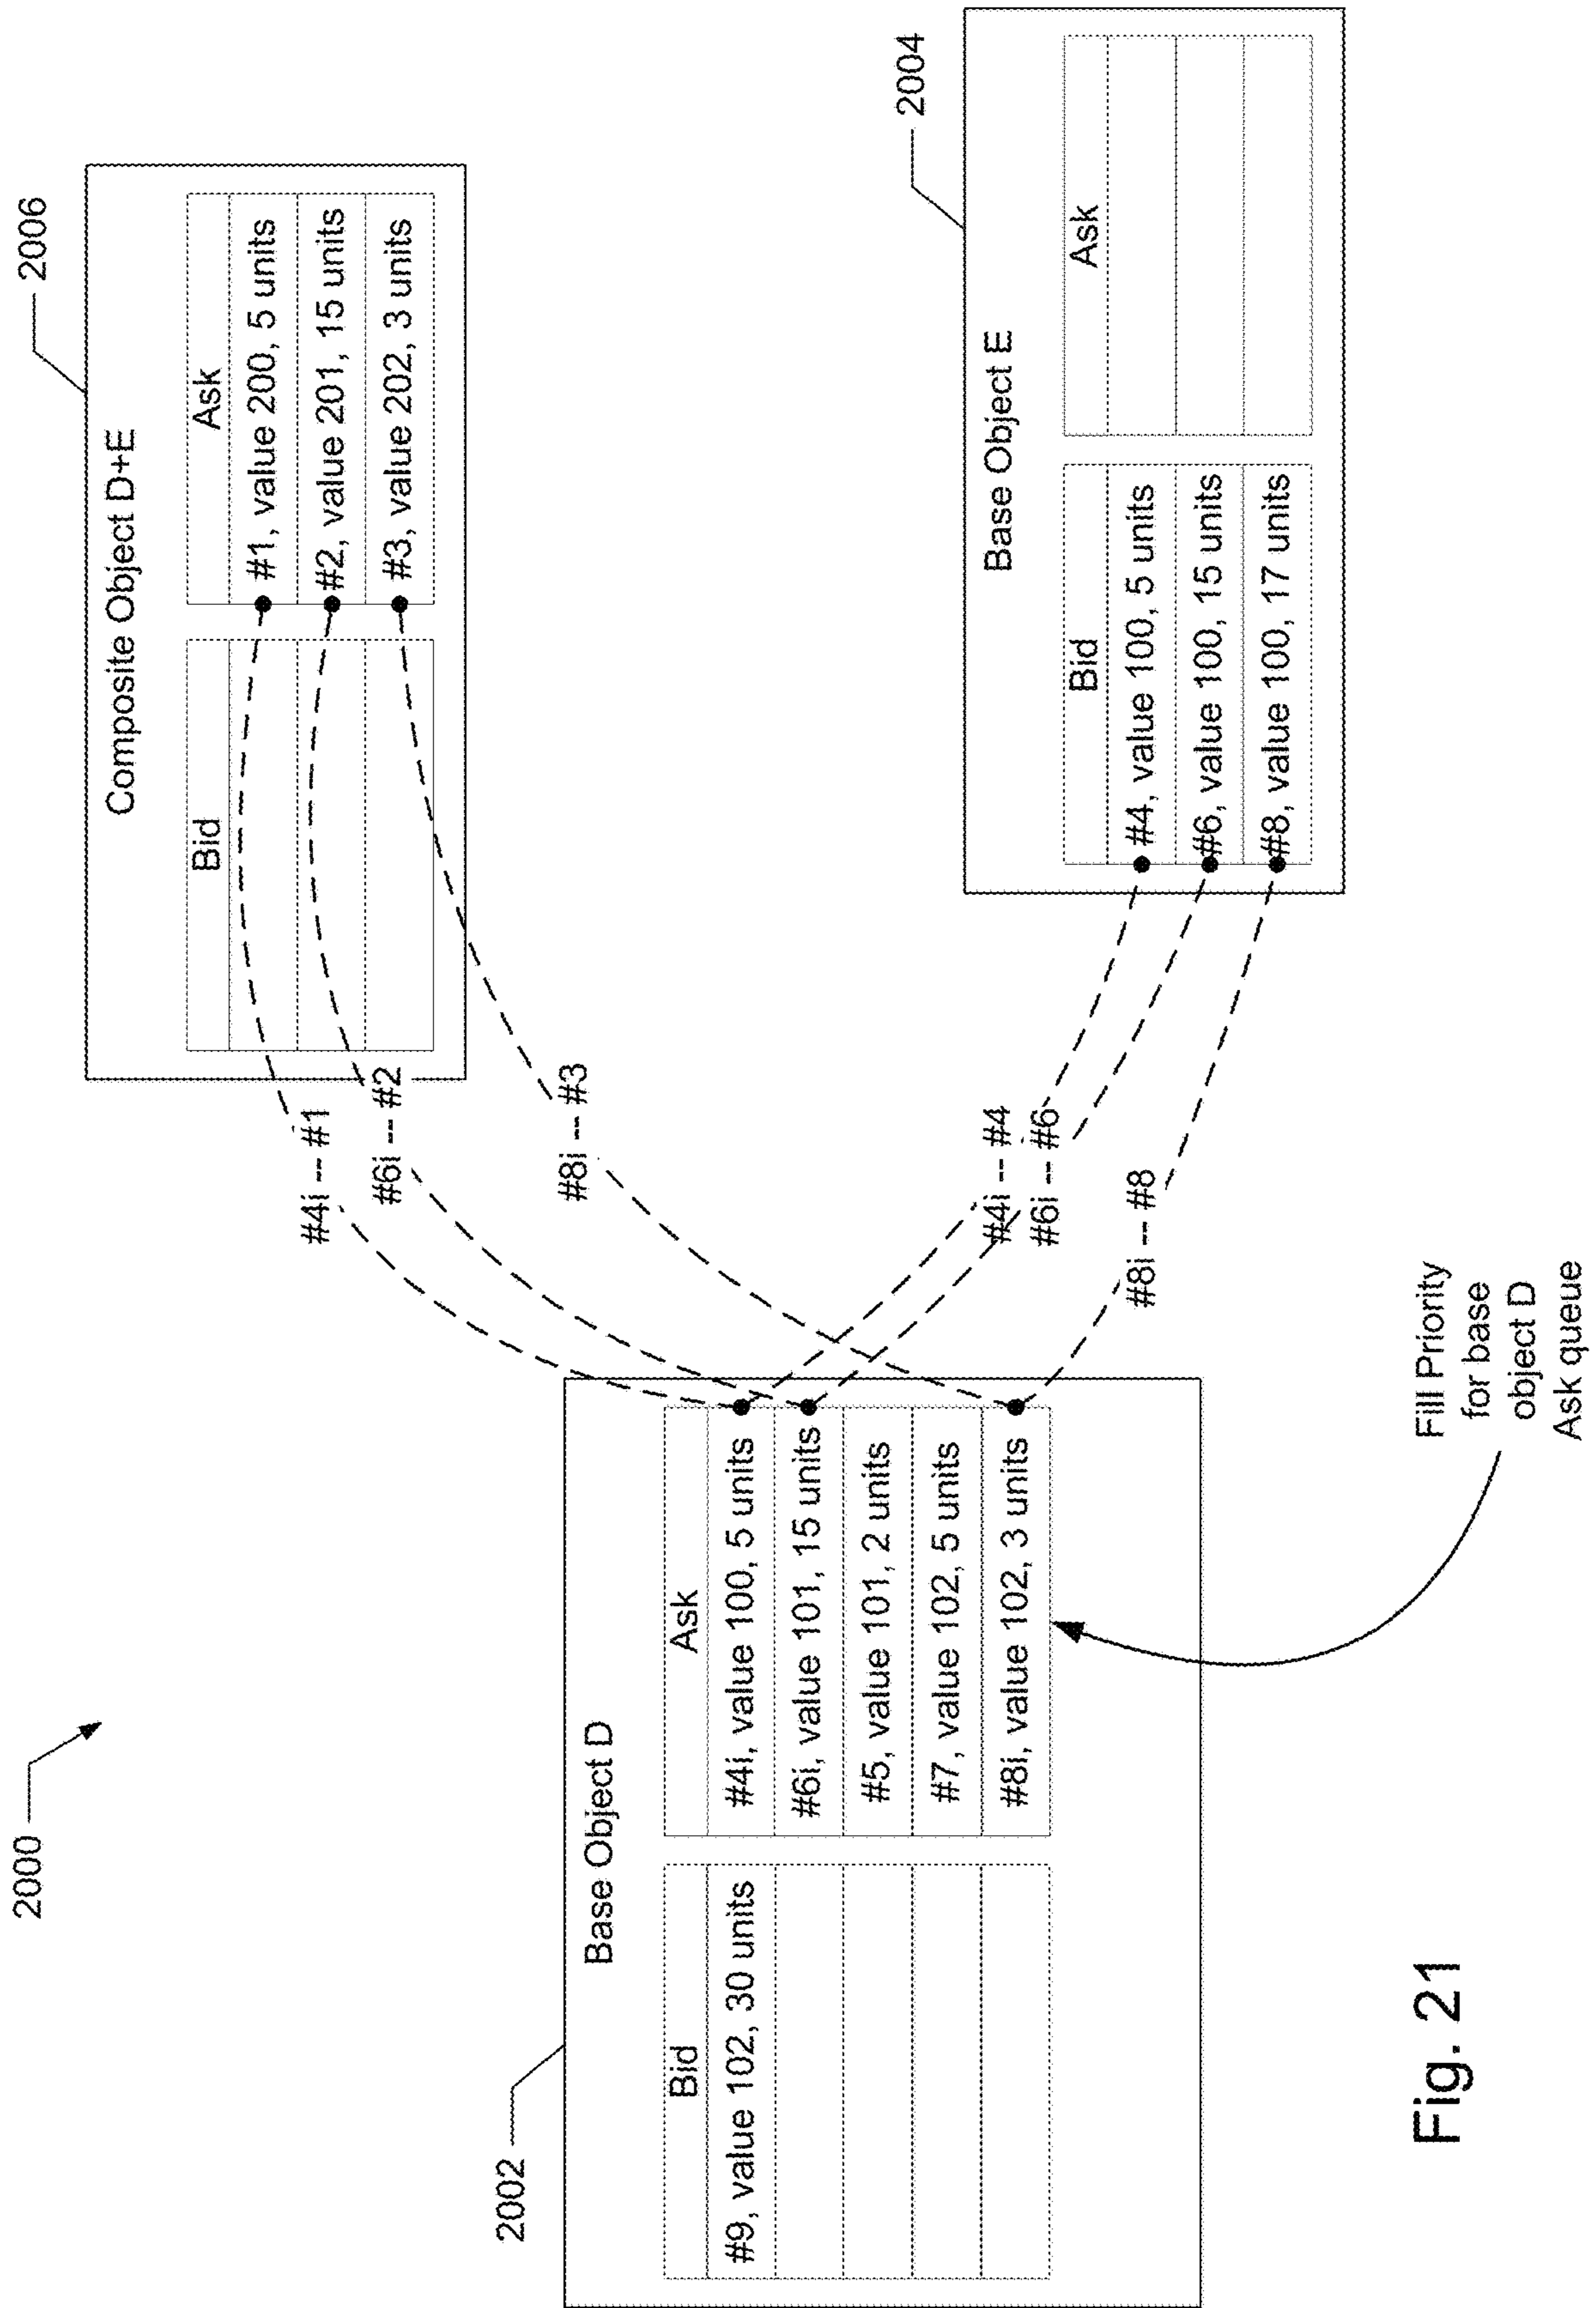 2000
2006
Composite Object D+E
Bid
Ask
#1, value 200, 5 units
#2, value 201, 15 units
#3, value 202, 3 units
#4i -- #1
#6i -- #2
#8i -- #3
2002
Base Object D
Bid
#9, value 102, 30 units
Ask
#4i, value 100, 5 units
#6i, value 101, 15 units
#5, value 101, 2 units
#7, value 102, 5 units
#8i, value 102, 3 units
2004
Base Object E
Bid
#4, value 100, 5 units
#6, value 100, 15 units
#8, value 100, 17 units
Ask
#4i -- #4
#6i -- #6
#8i -- #8
Fill Priority
for base
object D
Ask queue
Fig. 21